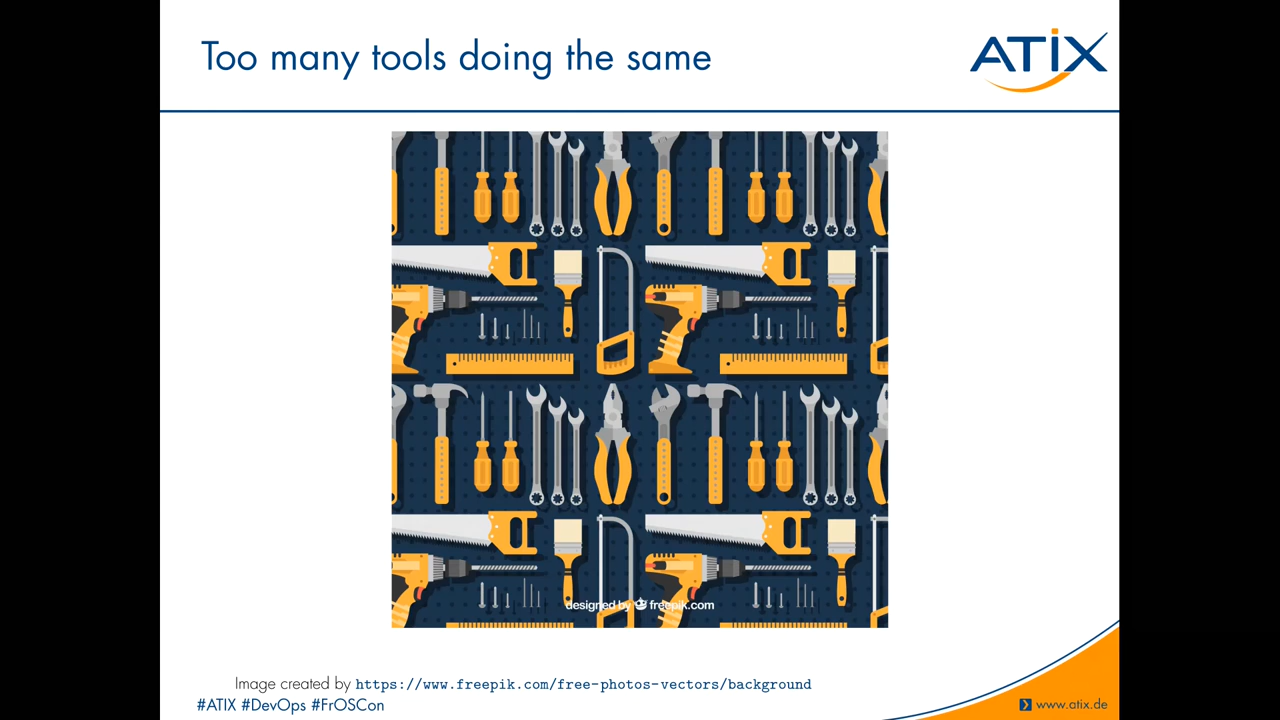 Too many tools doing the same
ATIX
designed by freepik.com
Image created by https://www.freepik.com/free-photos-vectors/background
#ATIX #DevOps #FrOSCon
www.atix.de